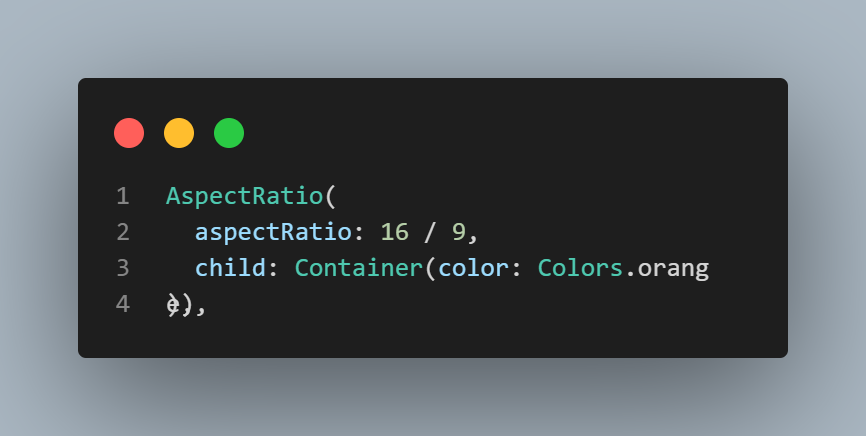 1 AspectRatio(
2   aspectRatio: 16 / 9,
3   child: Container(color: Colors.orang
e),
4 ),